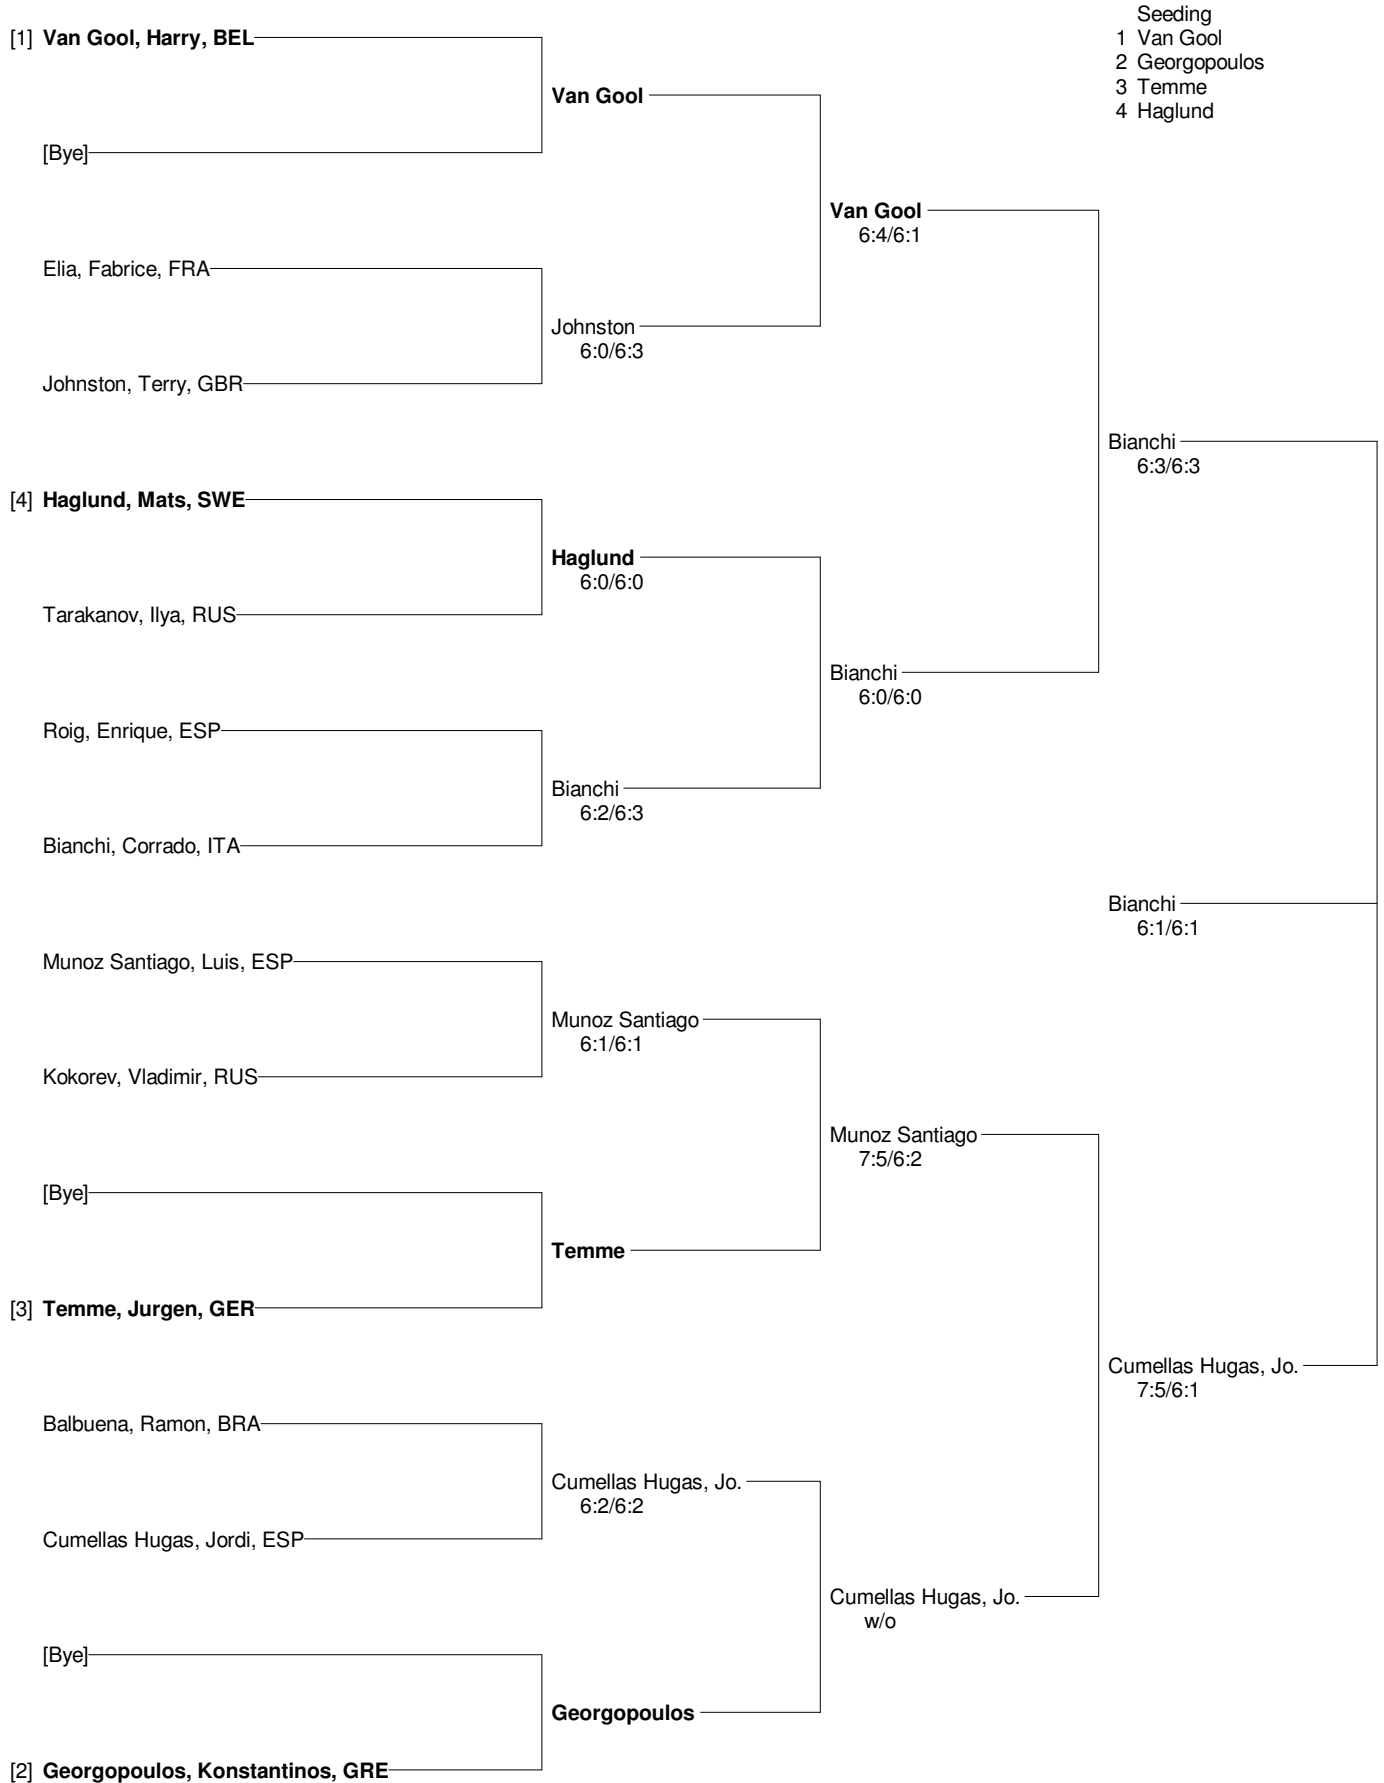 Seeding
1 Van Gool
2 Georgopoulos
3 Temme
4 Haglund
[1] Van Gool, Harry, BEL
Van Gool
[Bye]
Van Gool
6:4/6:1
Elia, Fabrice, FRA
Johnston
6:0/6:3
Johnston, Terry, GBR
Bianchi
6:3/6:3
[4] Haglund, Mats, SWE
Haglund
6:0/6:0
Tarakanov, Ilya, RUS
Bianchi
6:0/6:0
Roig, Enrique, ESP
Bianchi
6:2/6:3
Bianchi, Corrado, ITA
Bianchi
6:1/6:1
Munoz Santiago, Luis, ESP
Munoz Santiago
6:1/6:1
Kokorev, Vladimir, RUS
Munoz Santiago
7:5/6:2
[Bye]
Temme
[3] Temme, Jurgen, GER
Cumellas Hugas, Jo.
7:5/6:1
Balbuena, Ramon, BRA
Cumellas Hugas, Jo.
6:2/6:2
Cumellas Hugas, Jordi, ESP
Cumellas Hugas, Jo.
w/o
[Bye]
Georgopoulos
[2] Georgopoulos, Konstantinos, GRE